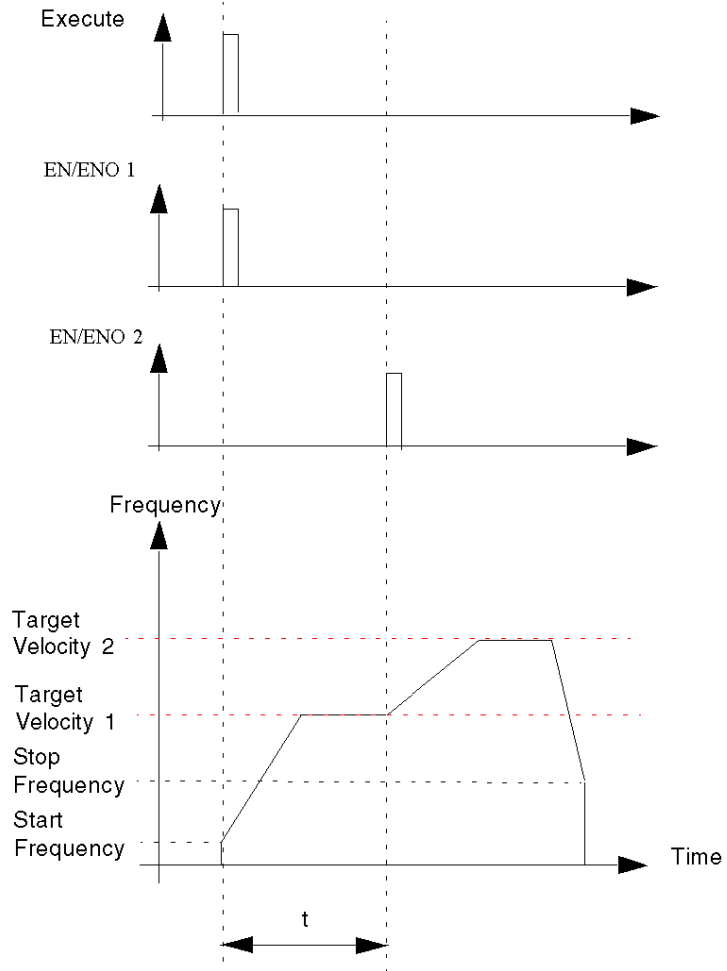 Execute
EN/ENO 1
EN/ENO 2
Frequency
Target
Velocity 2
Target
Velocity 1
Stop
Frequency
Start
Frequency
Time
t